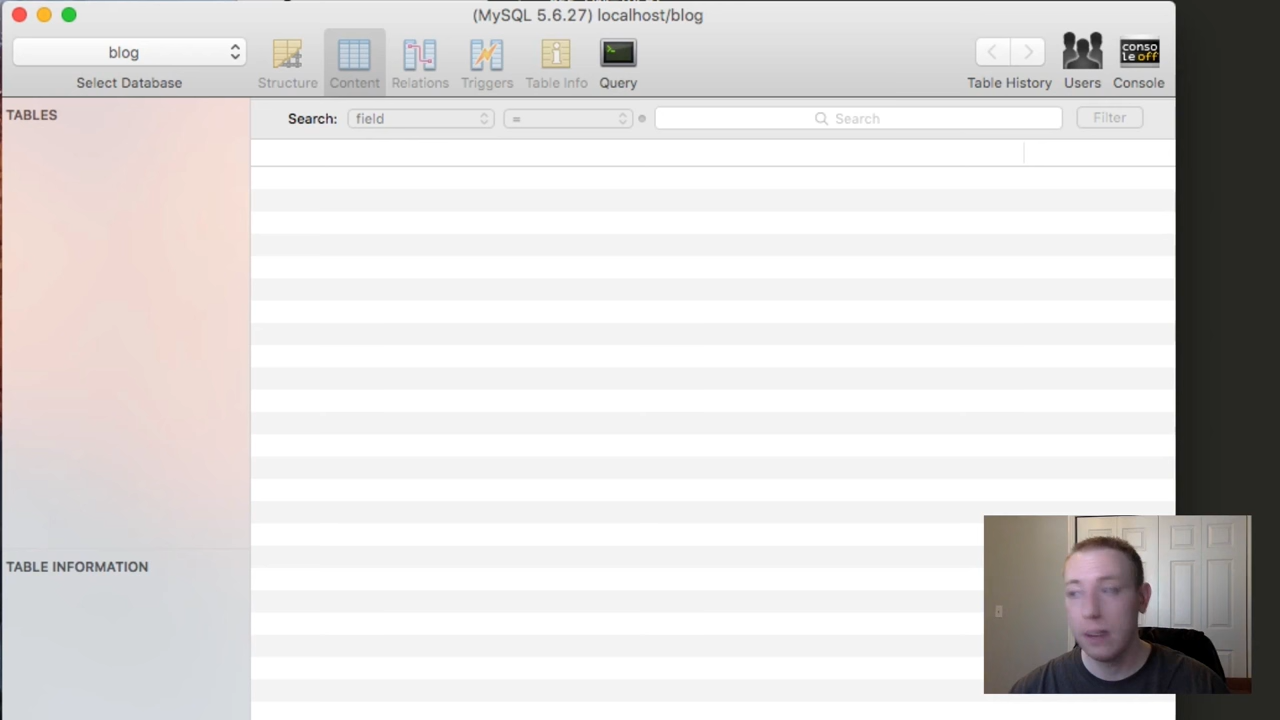 (MySQL 5.6.27) localhost/blog
blog
Select Database
Structure
Content
Relations
Triggers
Table Info
Query
Table History
Users
conso
le off
Console
TABLES
Search:
field
=
Search
Filter
TABLE INFORMATION